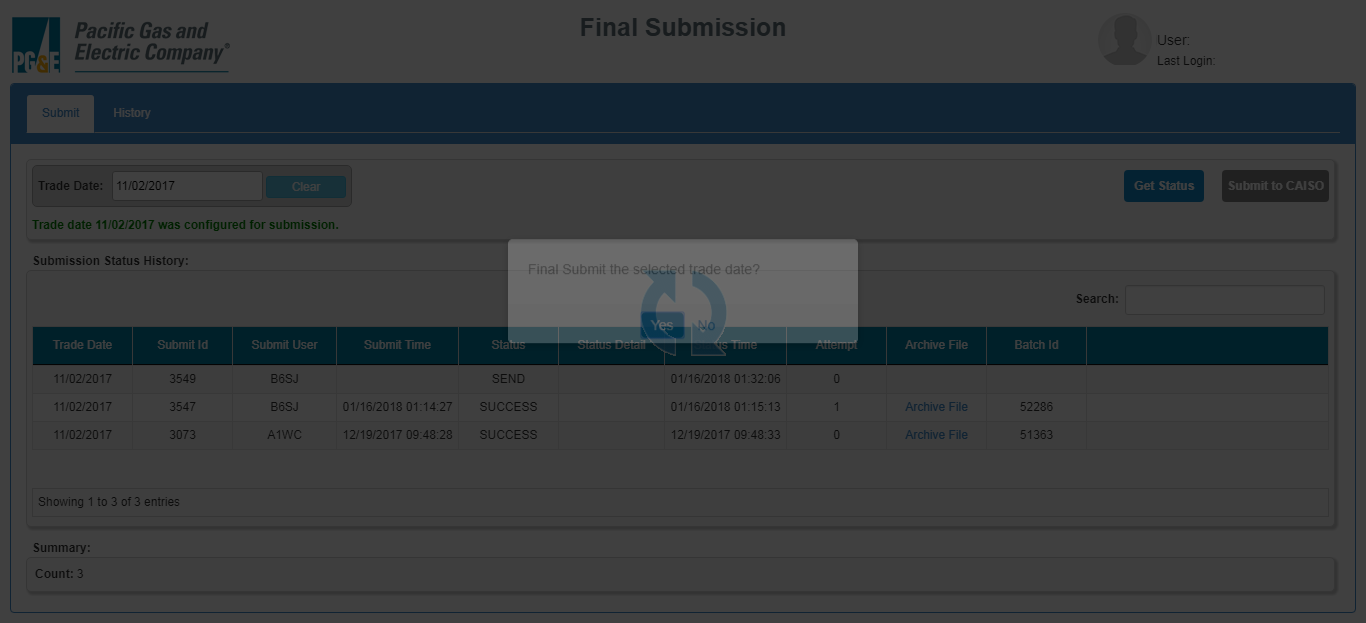 Pacific Gas and
Electric Company®
PG&E
Final Submission
User:
Last Login:
Submit History
Trade Date: 11/02/2017 Clear
Get Status Submit to CAISO
Trade date 11/02/2017 was configured for submission.
Final Submit the selected trade date?
Yes No
Submission Status History:
Search:
Trade Date Submit Id Submit User Submit Time Status Status Detail Time Attempt Archive File Batch Id
11/02/2017 3549 B6SJ SEND 01/16/2018 01:32:06 0
11/02/2017 3547 B6SJ 01/16/2018 01:14:27 SUCCESS 01/16/2018 01:15:13 1 Archive File 52286
11/02/2017 3073 A1WC 12/19/2017 09:48:28 SUCCESS 12/19/2017 09:48:33 0 Archive File 51363
Showing 1 to 3 of 3 entries
Summary:
Count: 3